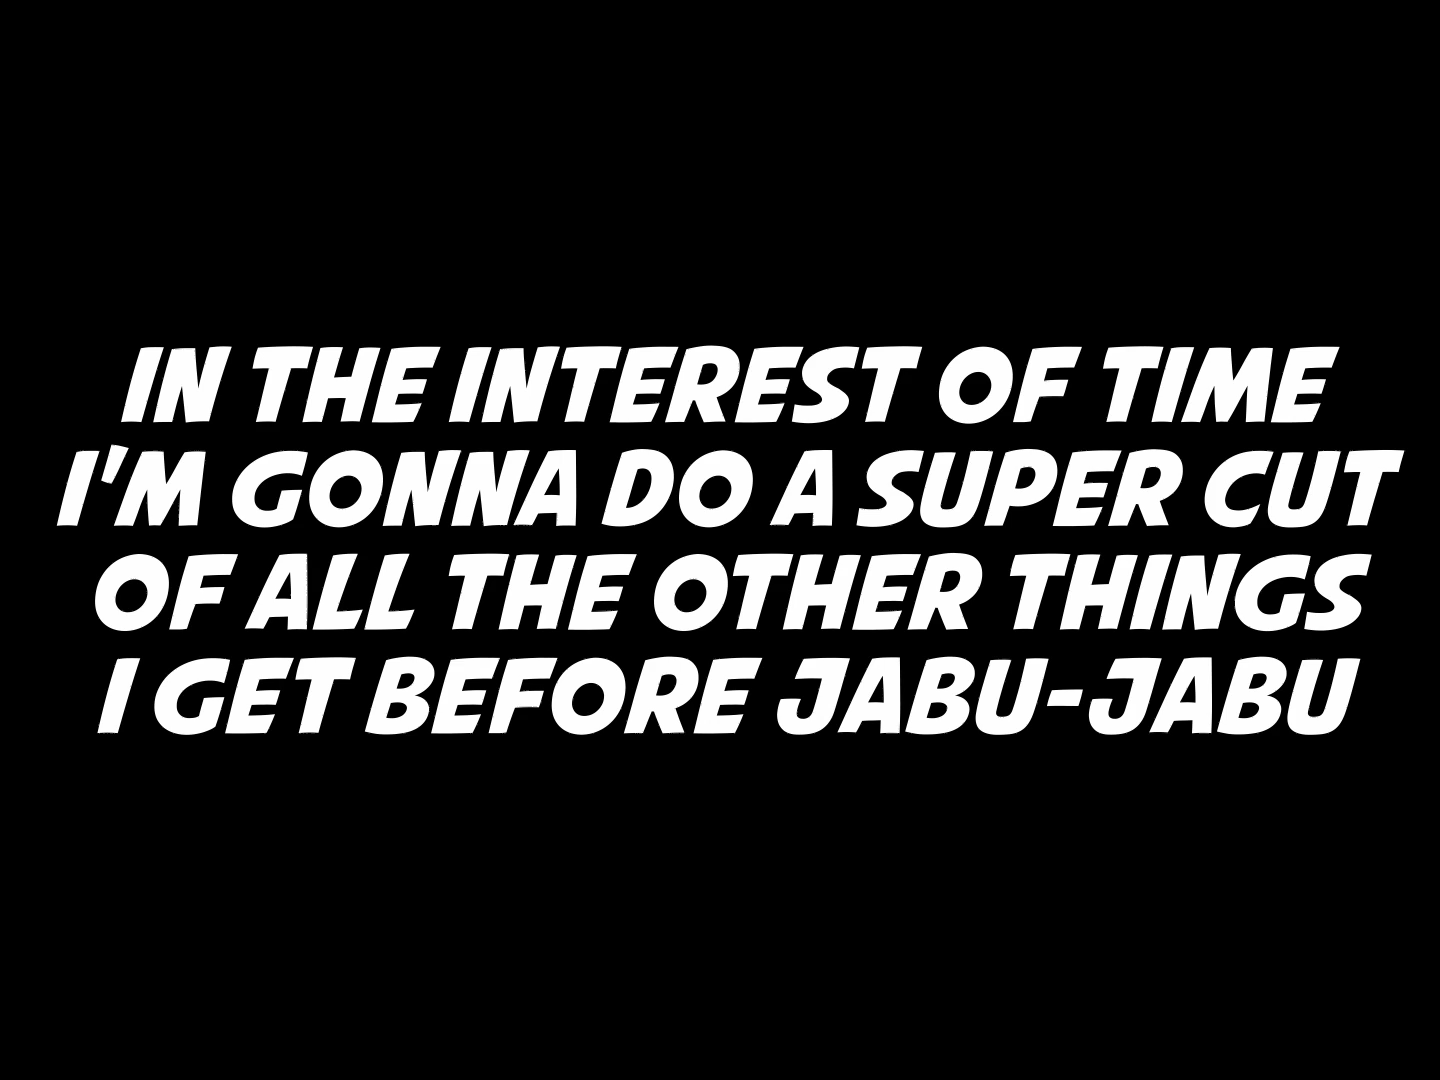 IN THE INTEREST OF TIME
I'M GONNA DO A SUPER CUT
OF ALL THE OTHER THINGS
I GET BEFORE JABU-JABU